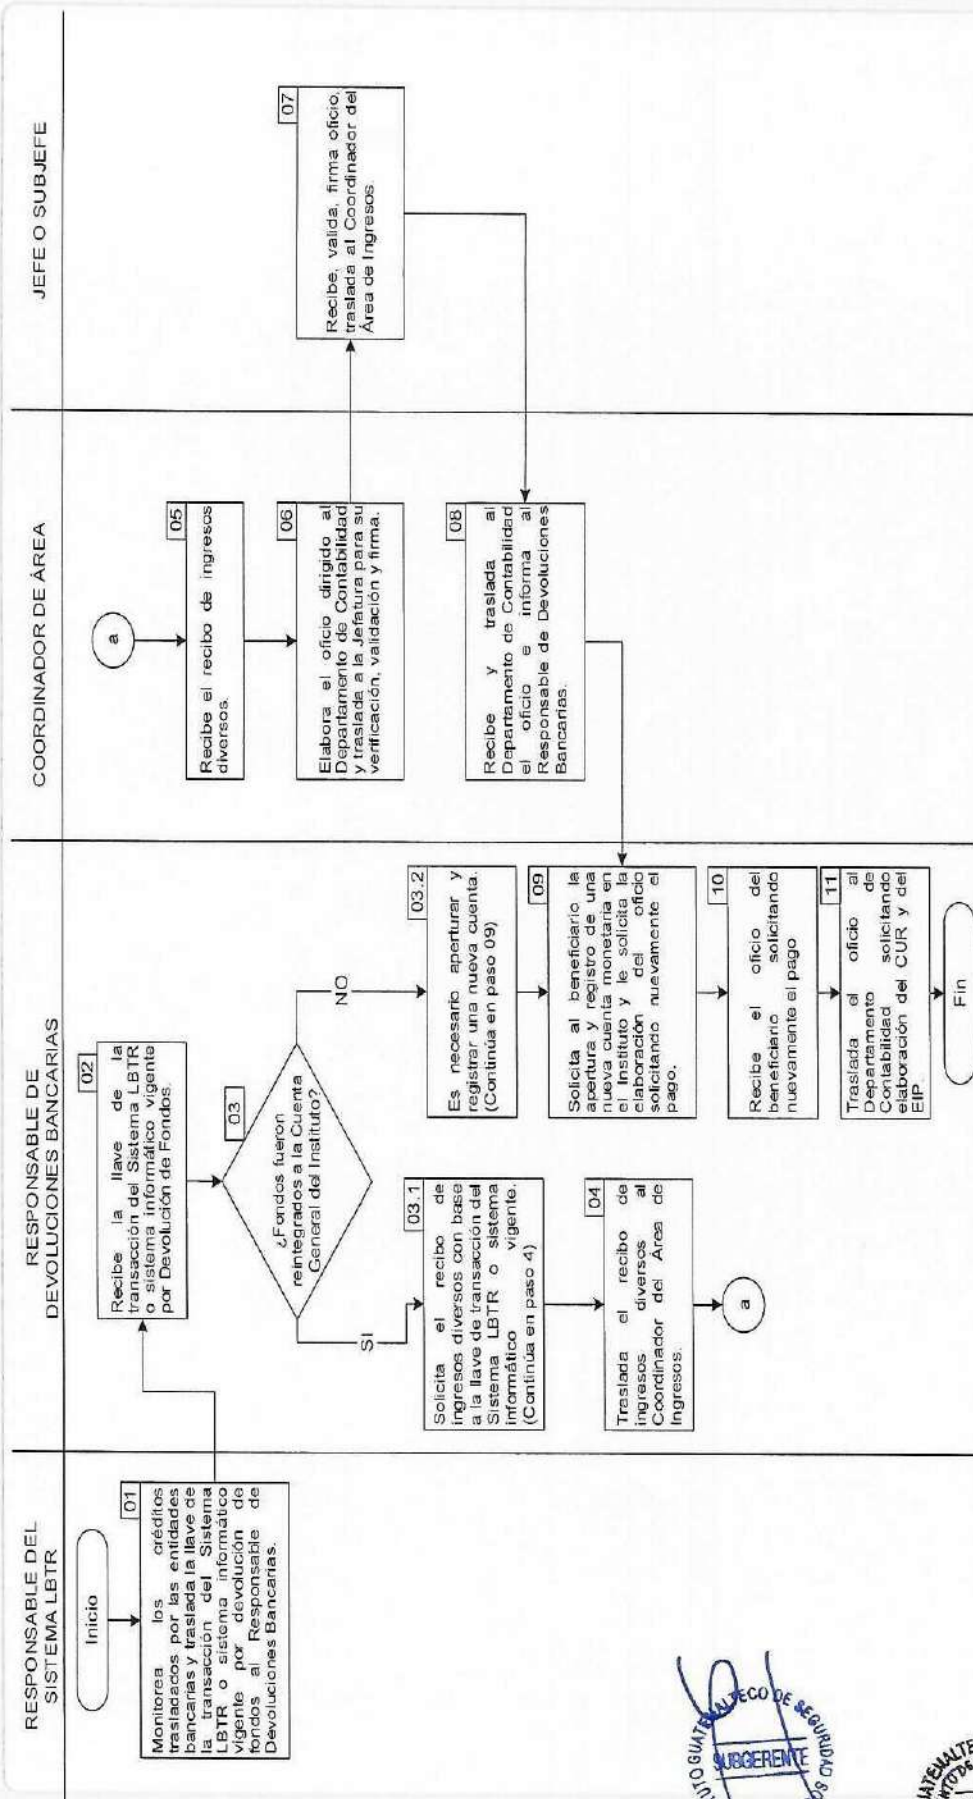 RESPONSABLE DEL
SISTEMA LBTR
RESPONSABLE DE
DEVOLUCIONES BANCARIAS
COORDINADOR DE ÁREA
JEFE O SUBJEFE
Inicio
01
Monitorea los créditos
trasladados por las entidades
bancarias y traslada la llave de
la transacción del Sistema
LBTR o sistema informático
vigente por devolución de
fondos al Responsable de
Devoluciones Bancarias.
02
Recibe la llave de la
transacción del Sistema LBTR
o sistema informático vigente
por Devolución de Fondos.
03
¿Fondos fueron
reintegrados a la Cuenta
General del Instituto?
SI
NO
03.1
Solicita el recibo de
ingresos diversos con base
a la llave de transacción del
Sistema LBTR o sistema
informático vigente.
(Continúa en paso 4)
03.2
Es necesario aperturar y
registrar una nueva cuenta.
(Continúa en paso 09)
04
Traslada el recibo de
ingresos diversos al
Coordinador del Área de
Ingresos.
a
a
05
Recibe el recibo de ingresos
diversos.
06
Elabora el oficio dirigido al
Departamento de Contabilidad
y traslada a la Jefatura para su
verificación, validación y firma.
07
Recibe, valida, firma oficio,
traslada al Coordinador del
Área de Ingresos.
08
Recibe y traslada al
Departamento de Contabilidad
el oficio e informa al
Responsable de Devoluciones
Bancarias.
09
Solicita al beneficiario la
apertura y registro de una
nueva cuenta monetaria en
el Instituto y le solicita la
elaboración del oficio
solicitando nuevamente el
pago.
10
Recibe el oficio del
beneficiario solicitando
nuevamente el pago
11
Traslada el oficio al
Departamento de
Contabilidad solicitando
elaboración del CUR y del
EIP.
Fin
GUATEMALTECO DE SEGURIDAD
SUBGERENTE